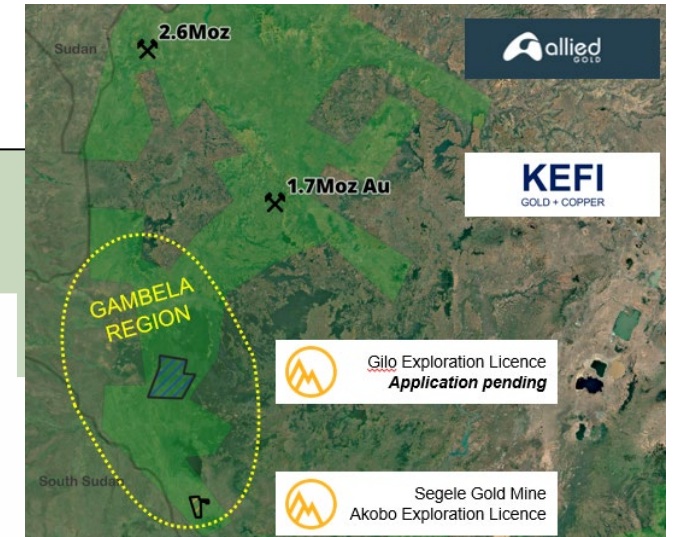 Sudan
2.6Moz
allied
GOLD
1.7Moz Au
KEFI
GOLD + COPPER
GAMBELA
REGION
Gilo Exploration Licence
Application pending
South Sudan
Segele Gold Mine
Akobo Exploration Licence